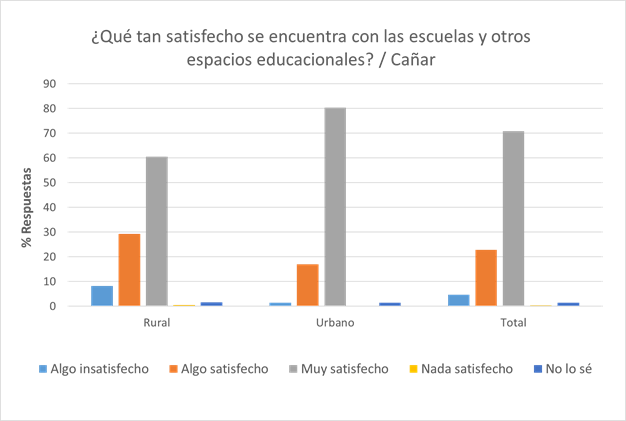 ¿Qué tan satisfecho se encuentra con las escuelas y otros
espacios educacionales? / Cañar
90
80
70
60
50
40
30
20
10
0
% Respuestas
Rural Urbano Total
Algo insatisfecho Algo satisfecho Muy satisfecho Nada satisfecho No lo sé